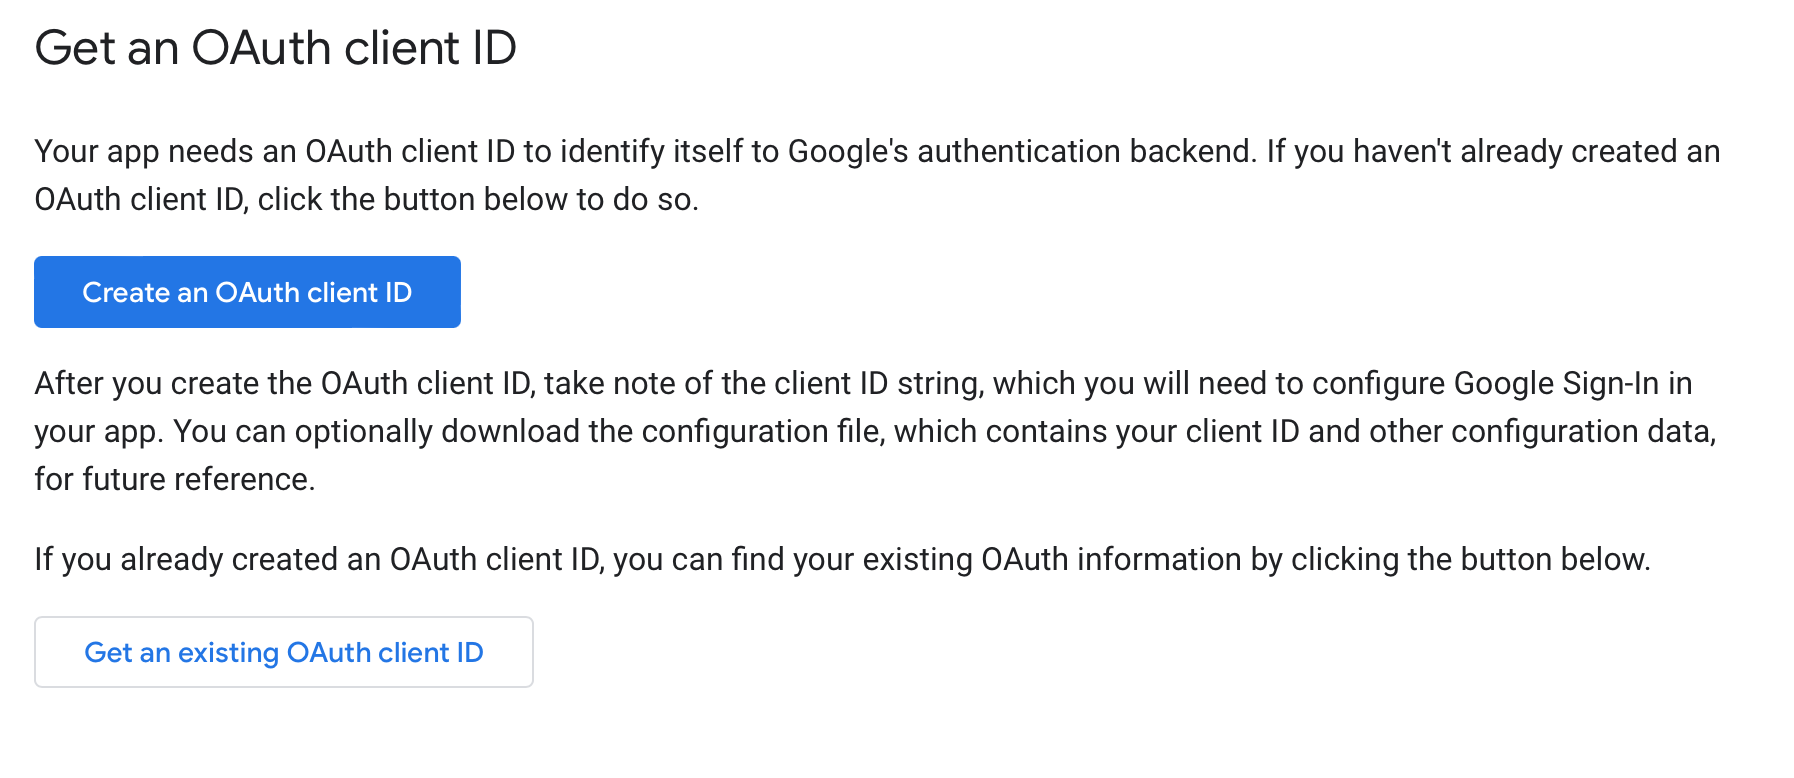 Get an OAuth client ID
Your app needs an OAuth client ID to identify itself to Google's authentication backend. If you haven't already created an
OAuth client ID, click the button below to do so.
Create an OAuth client ID
After you create the OAuth client ID, take note of the client ID string, which you will need to configure Google Sign-In in
your app. You can optionally download the configuration file, which contains your client ID and other configuration data,
for future reference.
If you already created an OAuth client ID, you can find your existing OAuth information by clicking the button below.
Get an existing OAuth client ID